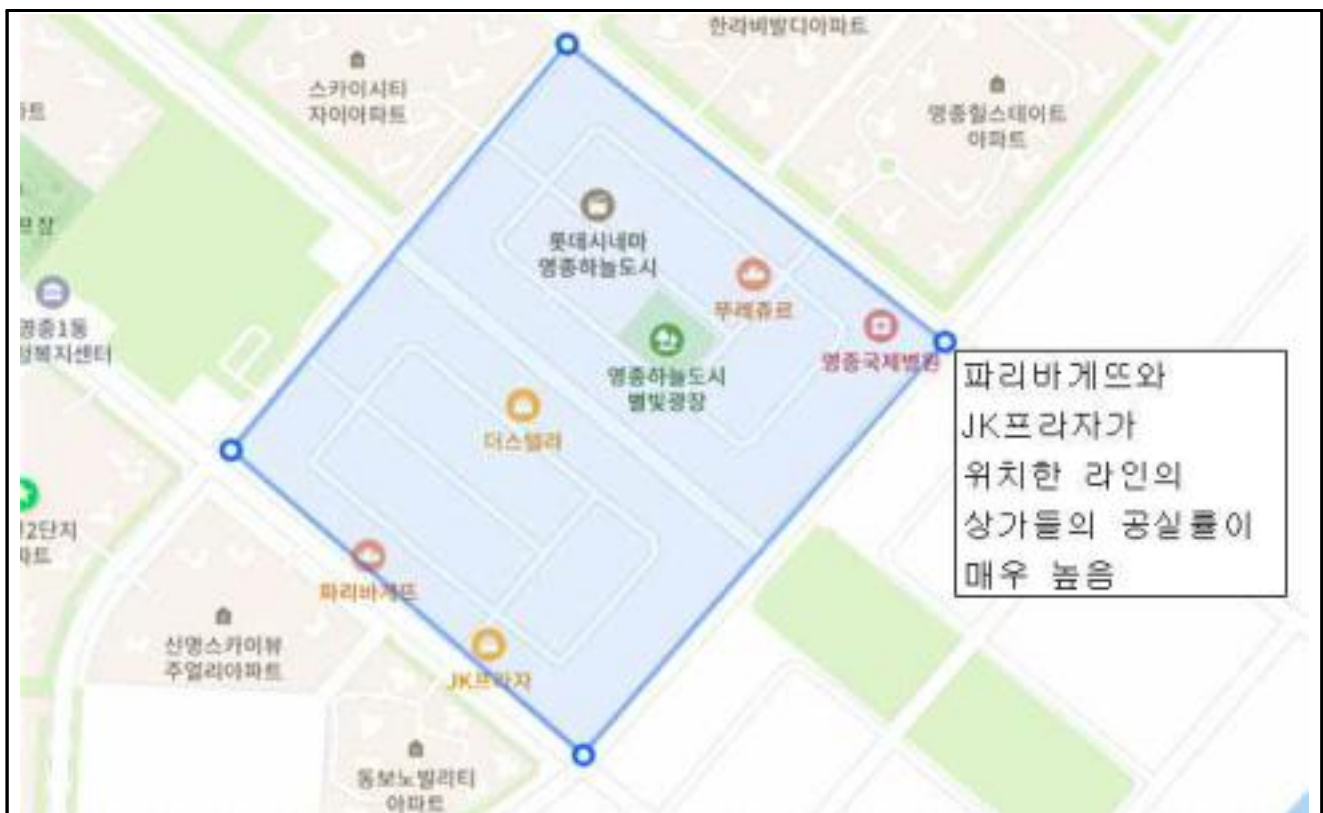 한라비발디아파트
스카이시티
자이아파트
명종힐스테이트
아파트
롯데시네마
영종하늘도시
뚜레쥬르
영종국제병원
영종하늘도시
별빛광장
더스텔라
파리바게뜨와
JK프라자가
위치한 라인의
상가들의 공실률이
매우 높음
파리바게뜨
신명스카이뷰
주얼리아파트
JK프라자
동보노빌리티
아파트
영종1동
2단지